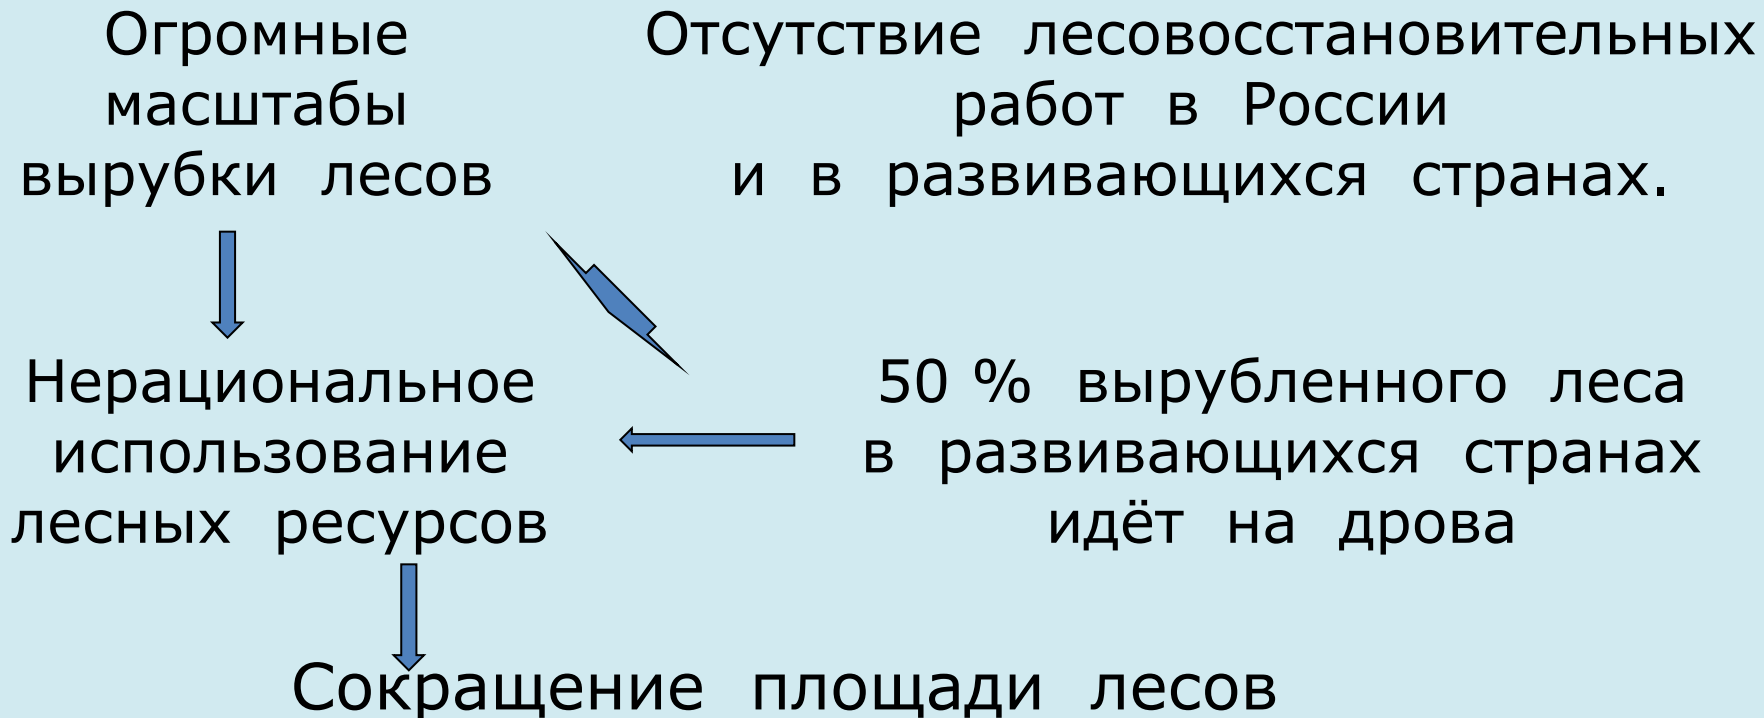 Огромные
масштабы
вырубки лесов
Отсутствие лесовосстановительных
работ в России
и в развивающихся странах.
Нерациональное
использование
лесных ресурсов
50 % вырубленного леса
в развивающихся странах
идёт на дрова
Сокращение площади лесов